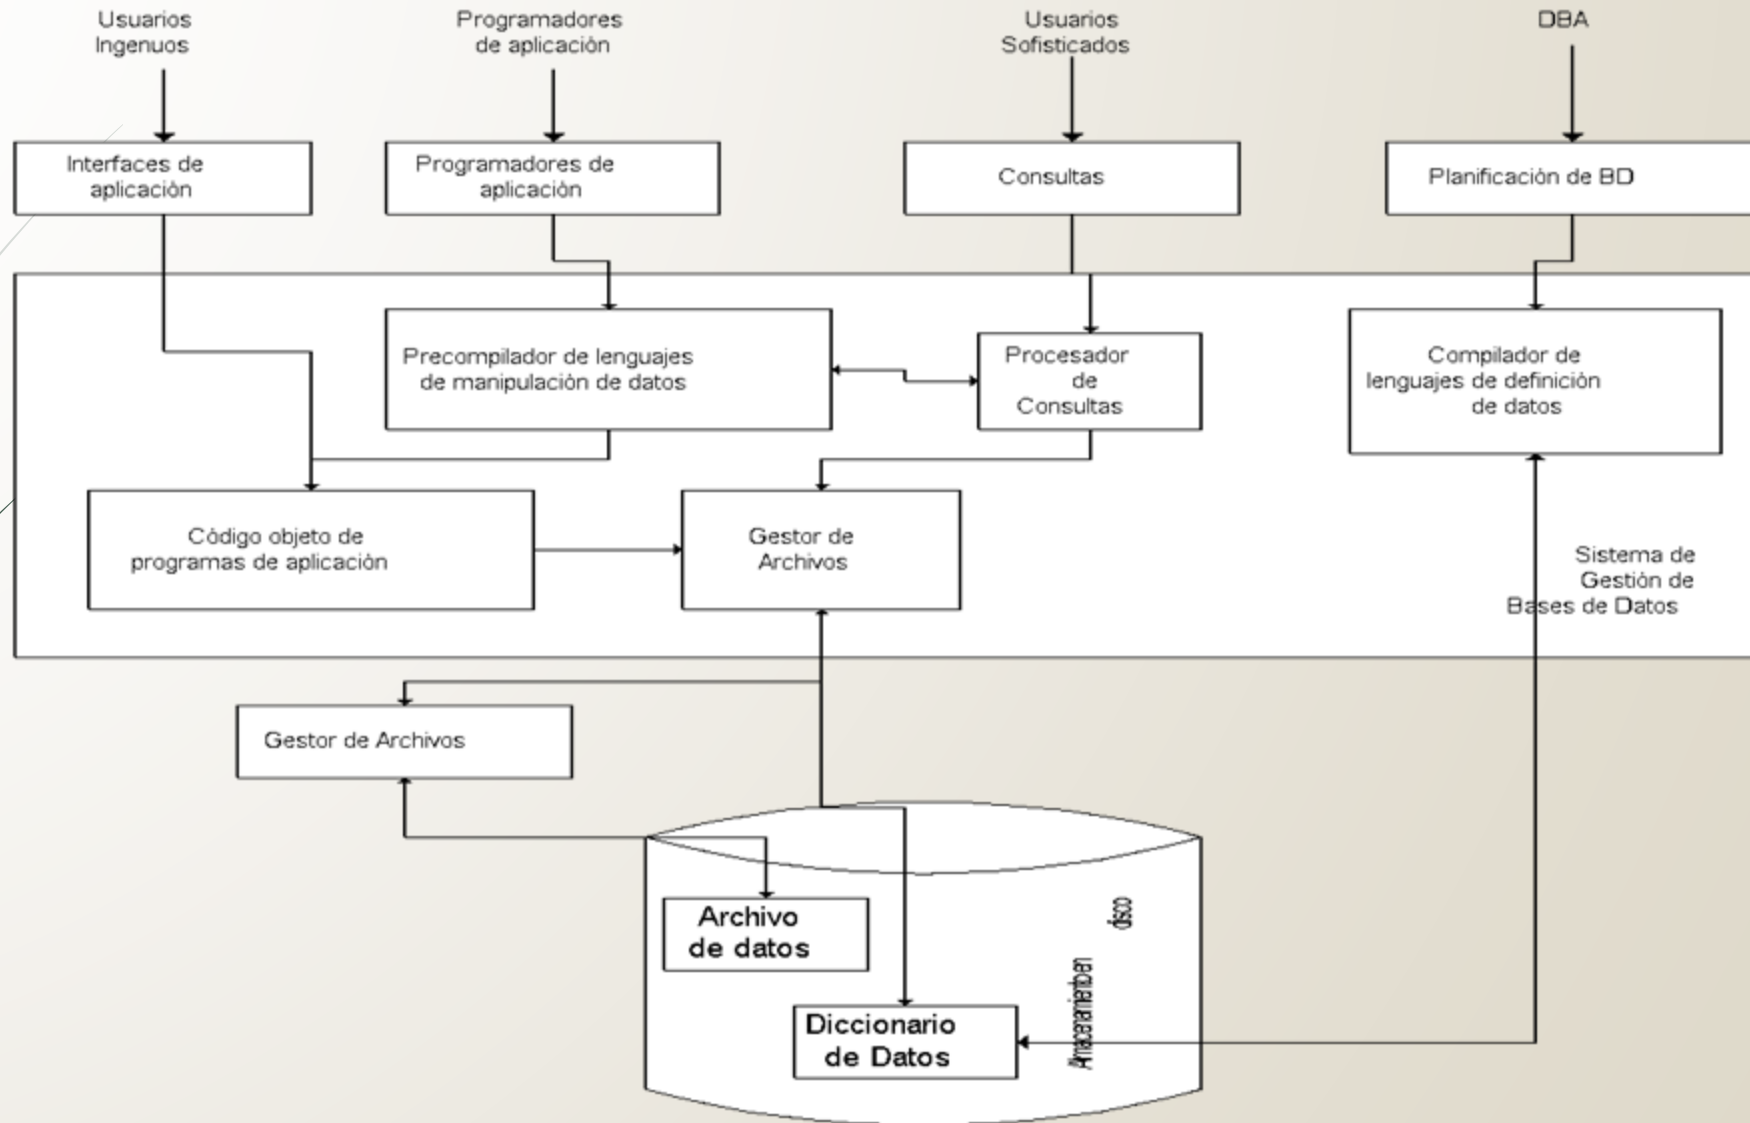 Usuarios
Ingenuos
Programadores
de aplicación
Usuarios
Sofisticados
DBA
Interfaces de
aplicación
Programadores de
aplicación
Consultas
Planificación de BD
Precompilador de lenguajes
de manipulación de datos
Procesador
de
Consultas
Compilador de
lenguajes de definición
de datos
Código objeto de
programas de aplicación
Gestor de
Archivos
Sistema de
Gestión de
Bases de Datos
Gestor de Archivos
Archivo
de datos
Diccionario
de Datos
disco